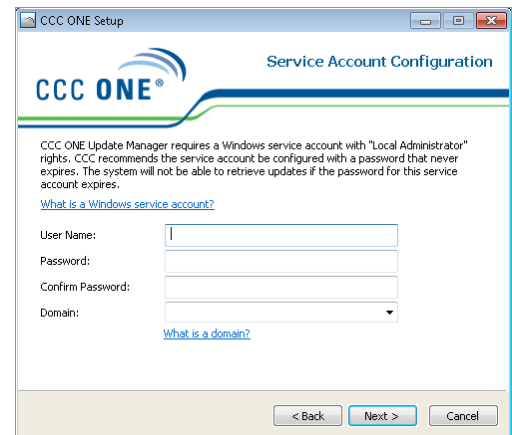 CCC ONE Setup
Service Account Configuration
CCC ONE®
CCC ONE Update Manager requires a Windows service account with "Local Administrator"
rights. CCC recommends the service account be configured with a password that never
expires. The system will not be able to retrieve updates if the password for this service
account expires.
What is a Windows service account?
User Name:
Password:
Confirm Password:
Domain:
What is a domain?
< Back Next > Cancel